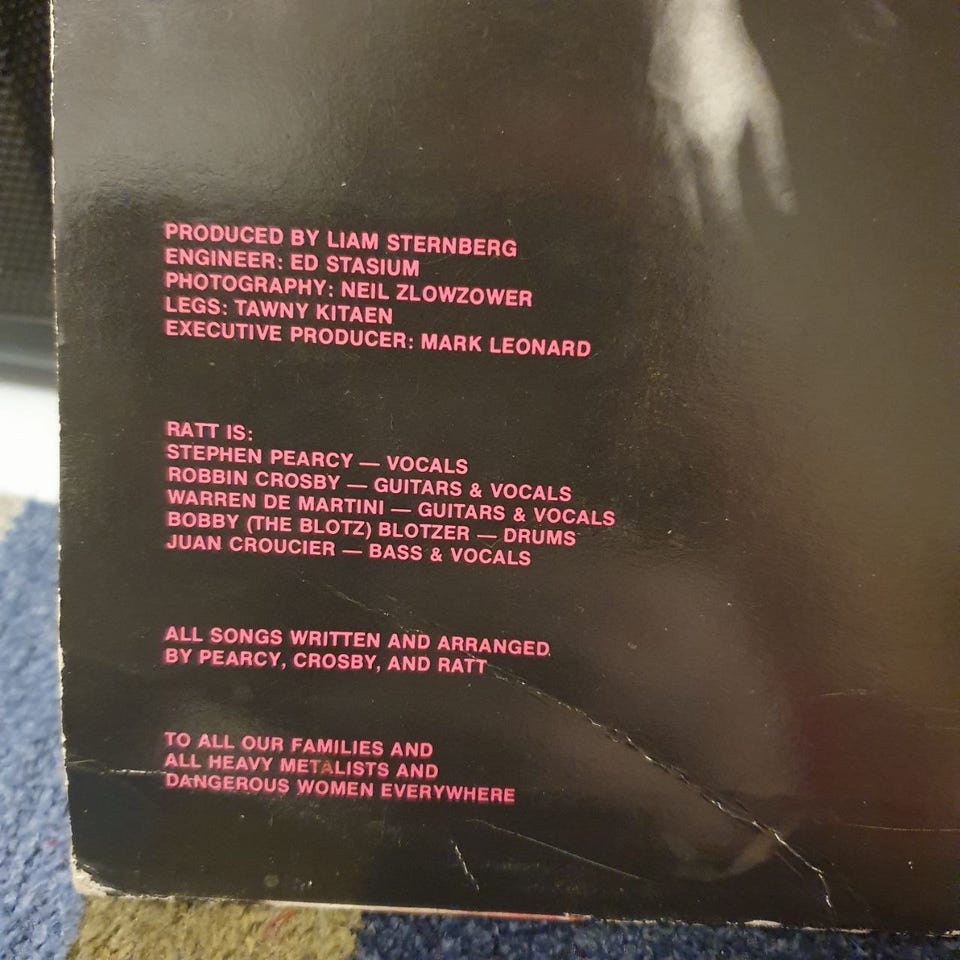 PRODUCED BY LIAM STERNBERG
ENGINEER: ED STASIUM
PHOTOGRAPHY: NEIL ZLOWZOWER
LEGS: TAWNY KITAEN
EXECUTIVE PRODUCER: MARK LEONARD
RATT IS:
STEPHEN PEARCY — VOCALS
ROBBIN CROSBY — GUITARS & VOCALS
WARREN DE MARTINI — GUITARS & VOCALS
BOBBY (THE BLOTZ) BLOTZER — DRUMS
JUAN CROUCIER — BASS & VOCALS
ALL SONGS WRITTEN AND ARRANGED
BY PEARCY, CROSBY, AND RATT
TO ALL OUR FAMILIES AND
ALL HEAVY METALISTS AND
DANGEROUS WOMEN EVERYWHERE